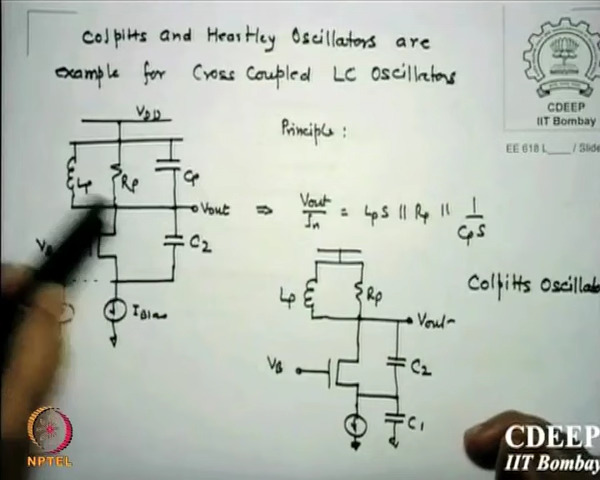 Colpitts and Heartley Oscillators are
example for Cross Coupled LC Oscillators
CDEEP
IIT Bombay
EE 618 L___ / Slide
VDD
Principle :
Lp
Rp
Cp
Vout ⇒ Vout/In = LpS || Rp || 1/CpS
C2
IBias
Colpitts Oscillato
Lp
Rp
Vout
VB
C2
C1
NPTEL
CDEEP
IIT Bombay